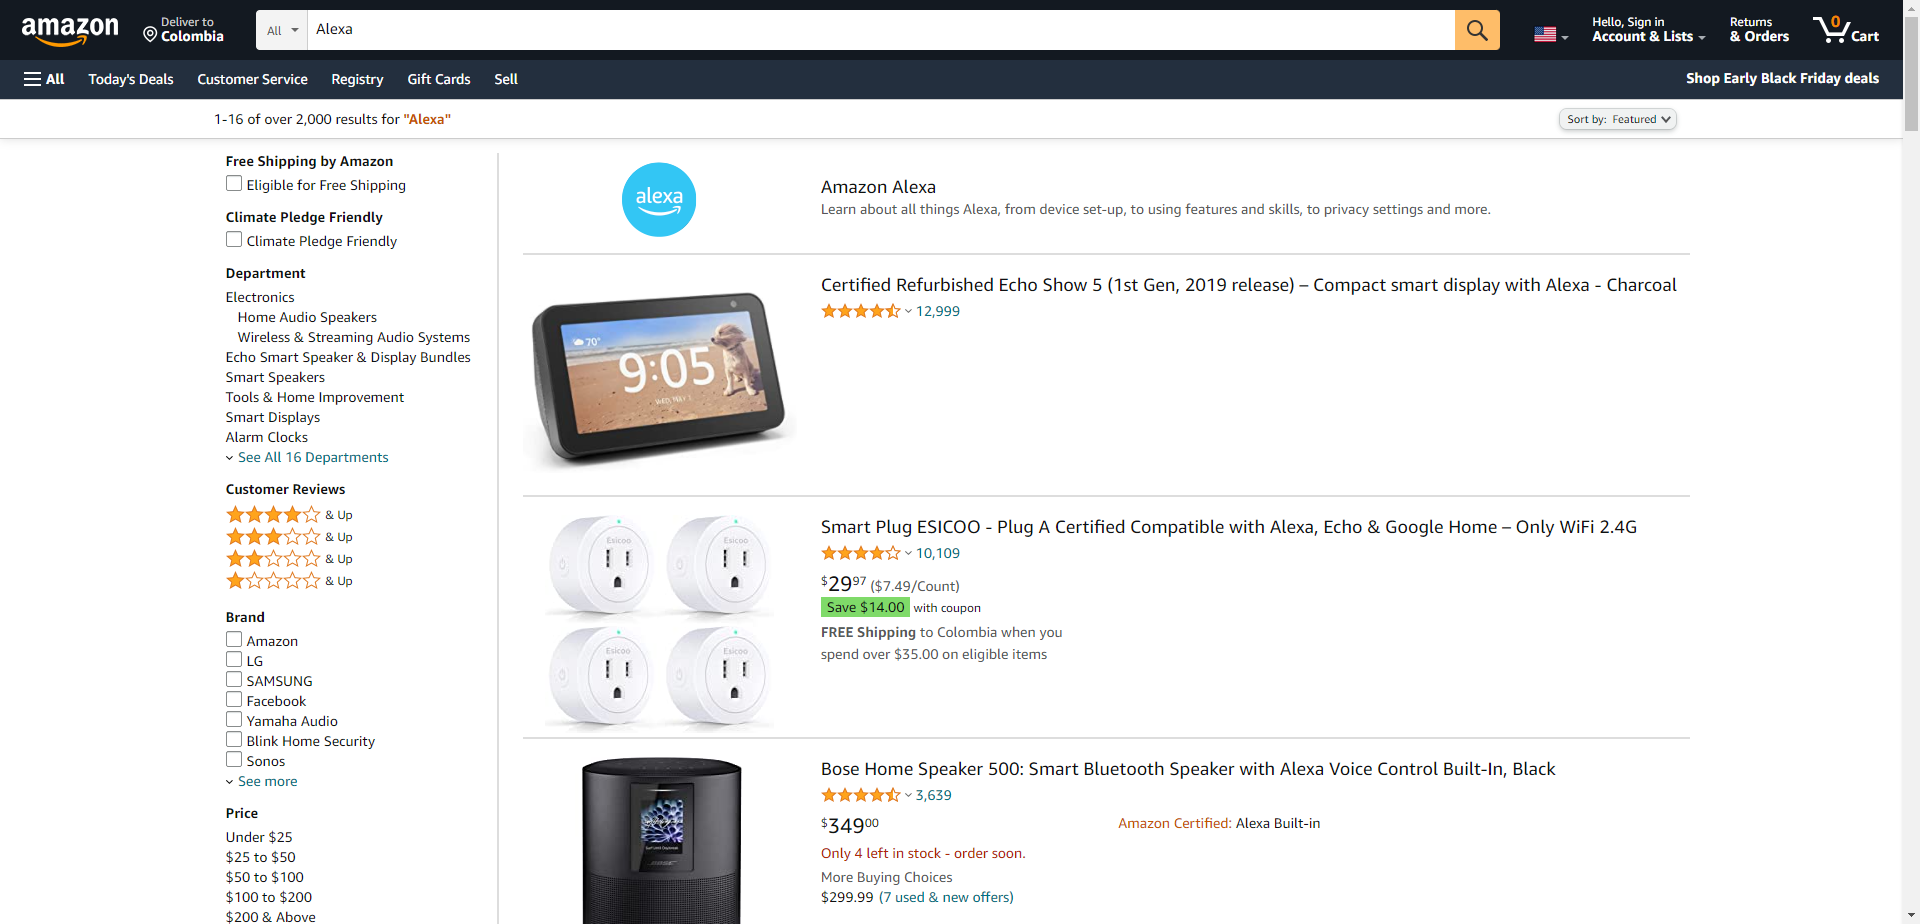 amazon
Deliver to
Colombia
All
Alexa
Hello, Sign in
Account & Lists
Returns
& Orders
0
Cart
All
Today's Deals
Customer Service
Registry
Gift Cards
Sell
Shop Early Black Friday deals
1-16 of over 2,000 results for "Alexa"
Sort by: Featured
Free Shipping by Amazon
Eligible for Free Shipping
Climate Pledge Friendly
Climate Pledge Friendly
Department
Electronics
Home Audio Speakers
Wireless & Streaming Audio Systems
Echo Smart Speaker & Display Bundles
Smart Speakers
Tools & Home Improvement
Smart Displays
Alarm Clocks
See All 16 Departments
Customer Reviews
& Up
& Up
& Up
& Up
Brand
Amazon
LG
SAMSUNG
Facebook
Yamaha Audio
Blink Home Security
Sonos
See more
Price
Under $25
$25 to $50
$50 to $100
$100 to $200
$200 & Above
alexa
Amazon Alexa
Learn about all things Alexa, from device set-up, to using features and skills, to privacy settings and more.
70°
9:05
Certified Refurbished Echo Show 5 (1st Gen, 2019 release) – Compact smart display with Alexa - Charcoal
12,999
Esicoo
Esicoo
Esicoo
Esicoo
Smart Plug ESICOO - Plug A Certified Compatible with Alexa, Echo & Google Home – Only WiFi 2.4G
10,109
$29.97 ($7.49/Count)
Save $14.00 with coupon
FREE Shipping to Colombia when you
spend over $35.00 on eligible items
BOSE
Bose Home Speaker 500: Smart Bluetooth Speaker with Alexa Voice Control Built-In, Black
3,639
$349.00
Amazon Certified: Alexa Built-in
Only 4 left in stock - order soon.
More Buying Choices
$299.99 (7 used & new offers)